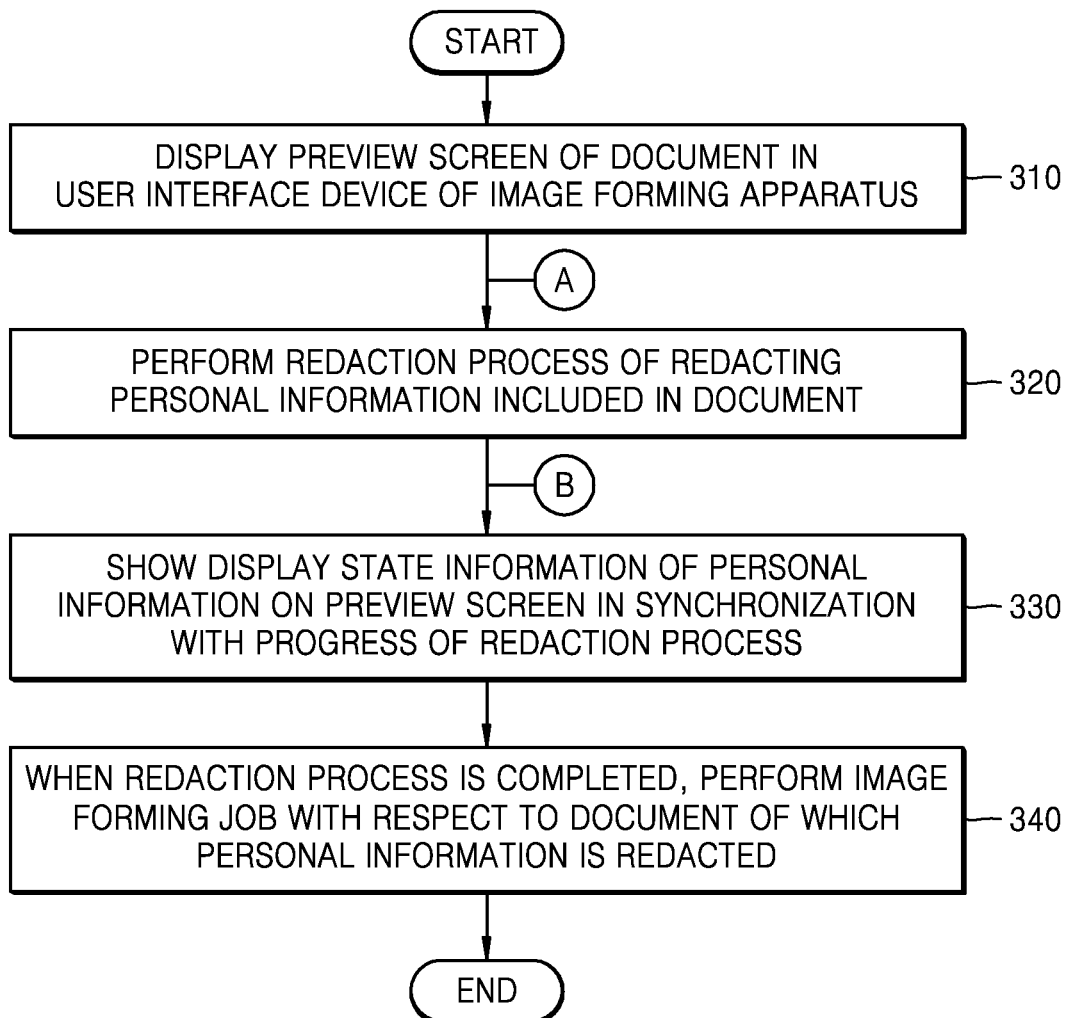 START
DISPLAY PREVIEW SCREEN OF DOCUMENT IN
USER INTERFACE DEVICE OF IMAGE FORMING APPARATUS
310
A
PERFORM REDACTION PROCESS OF REDACTING
PERSONAL INFORMATION INCLUDED IN DOCUMENT
320
B
SHOW DISPLAY STATE INFORMATION OF PERSONAL
INFORMATION ON PREVIEW SCREEN IN SYNCHRONIZATION
WITH PROGRESS OF REDACTION PROCESS
330
WHEN REDACTION PROCESS IS COMPLETED, PERFORM IMAGE
FORMING JOB WITH RESPECT TO DOCUMENT OF WHICH
PERSONAL INFORMATION IS REDACTED
340
END